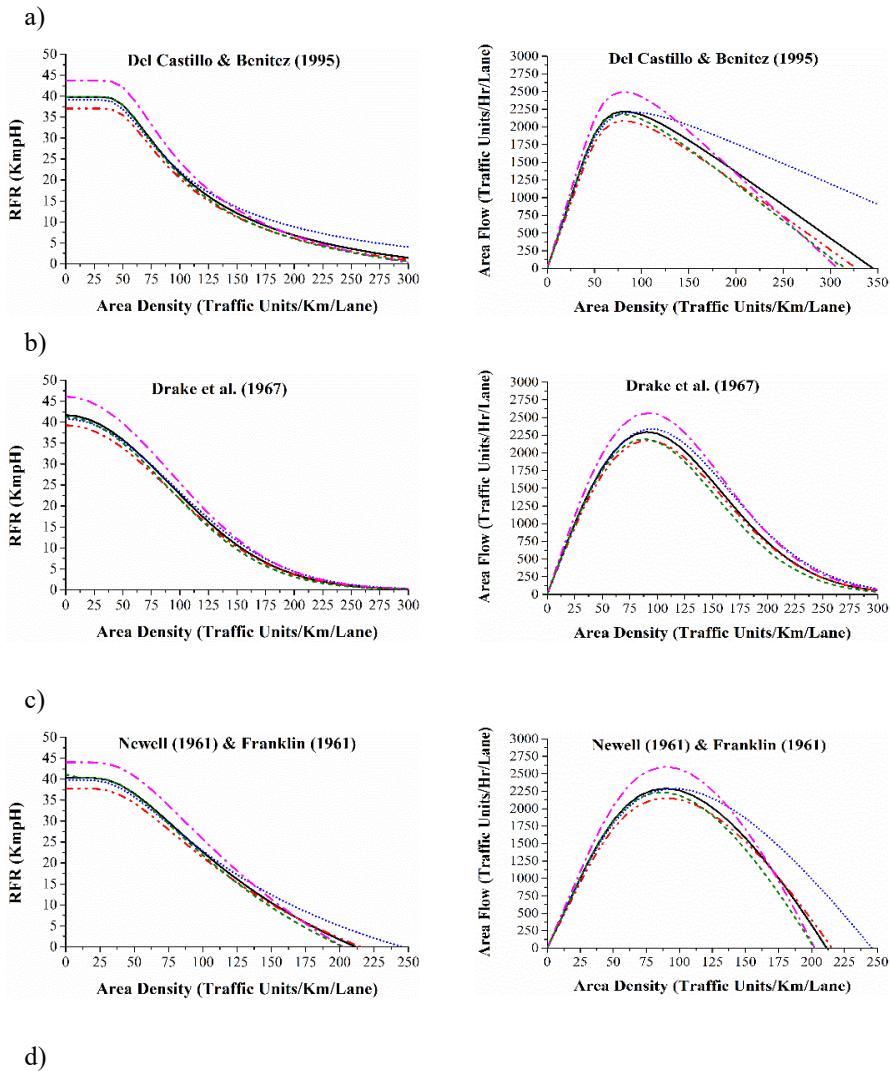 a)
Del Castillo & Benitez (1995)
50
45
40
35
30
25
20
15
10
5
0
RFR (KmpH)
0 25 50 75 100 125 150 175 200 225 250 275 300
Area Density (Traffic Units/Km/Lane)
Del Castillo & Benitez (1995)
3000
2750
2500
2250
2000
1750
1500
1250
1000
750
500
250
0
Area Flow (Traffic Units/Hr/Lane)
0 50 100 150 200 250 300 350
Area Density (Traffic Units/Km/Lane)
b)
Drake et al. (1967)
50
45
40
35
30
25
20
15
10
5
0
RFR (KmpH)
0 25 50 75 100 125 150 175 200 225 250 275 300
Area Density (Traffic Units/Km/Lane)
Drake et al. (1967)
3000
2750
2500
2250
2000
1750
1500
1250
1000
750
500
250
0
Area Flow (Traffic Units/Hr/Lane)
0 25 50 75 100 125 150 175 200 225 250 275 300
Area Density (Traffic Units/Km/Lane)
c)
Newell (1961) & Franklin (1961)
50
45
40
35
30
25
20
15
10
5
0
RFR (KmpH)
0 25 50 75 100 125 150 175 200 225 250
Area Density (Traffic Units/Km/Lane)
Newell (1961) & Franklin (1961)
3000
2750
2500
2250
2000
1750
1500
1250
1000
750
500
250
0
Area Flow (Traffic Units/Hr/Lane)
0 25 50 75 100 125 150 175 200 225 250
Area Density (Traffic Units/Km/Lane)
d)